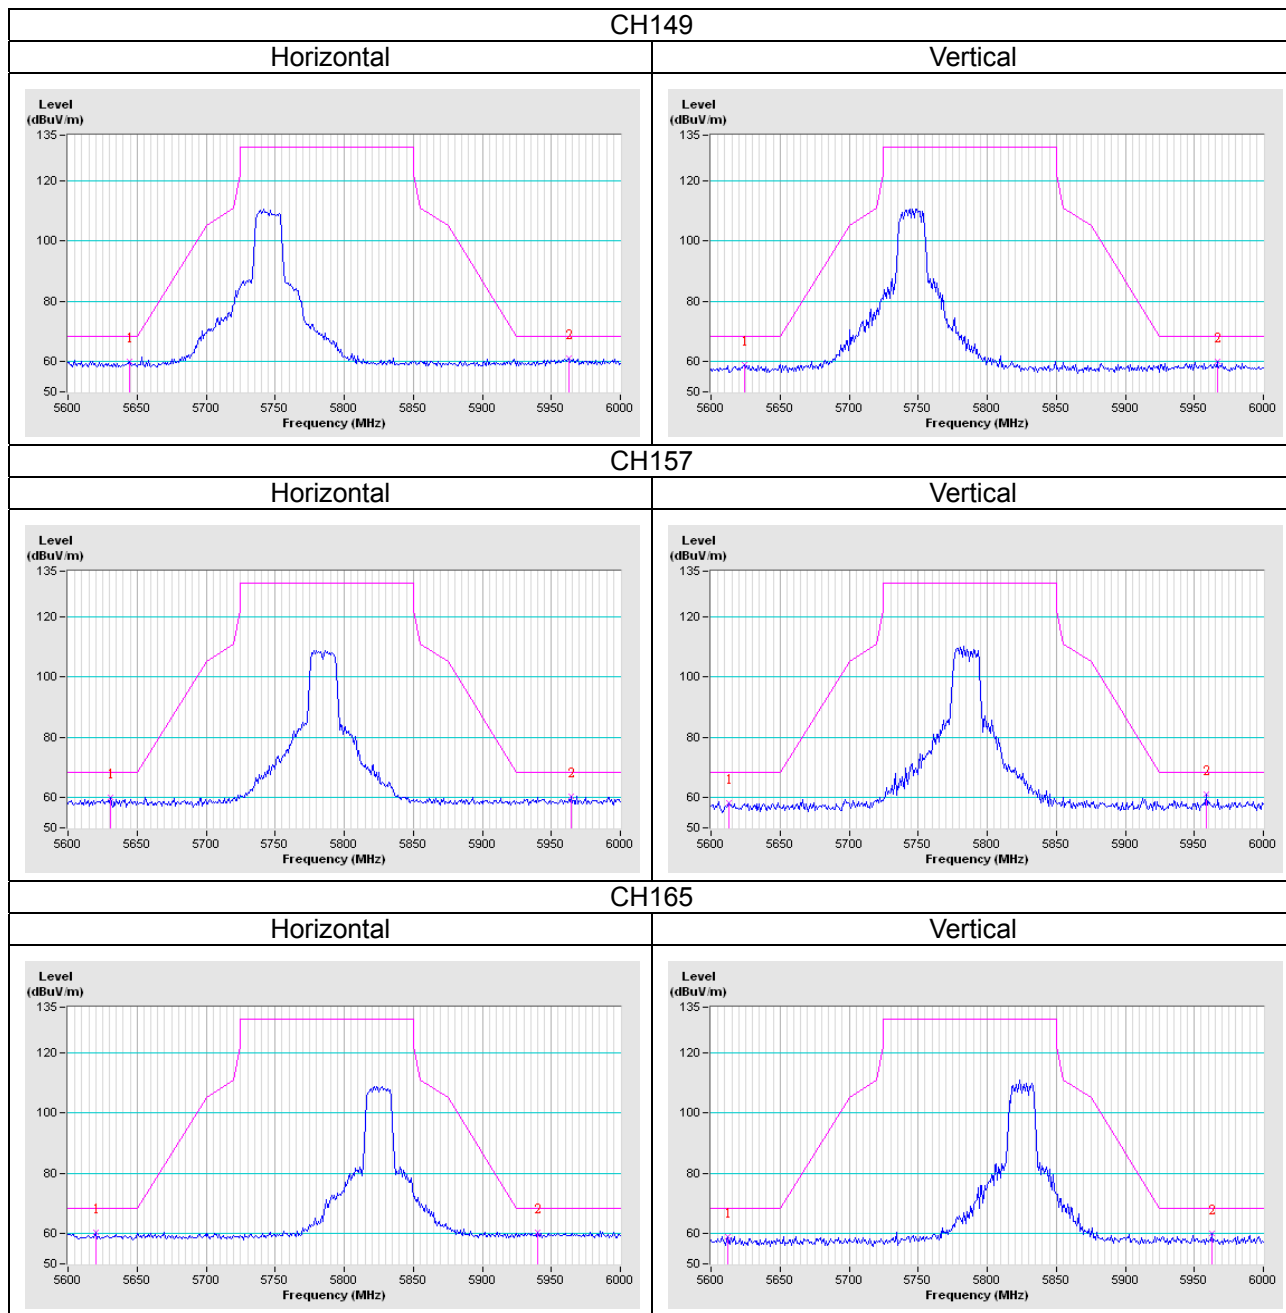 CH149
Horizontal Vertical
Level Level
(dBuV/m) (dBuV/m)
135 135
120 120
100 100
80 80
1 2 1 2
60 60
50 50
5600 5650 5700 5750 5800 5850 5900 5950 6000 5600 5650 5700 5750 5800 5850 5900 5950 6000
Frequency (MHz) Frequency (MHz)
CH157
Horizontal Vertical
Level Level
(dBuV/m) (dBuV/m)
135 135
120 120
100 100
80 80
1 2 1 2
60 60
50 50
5600 5650 5700 5750 5800 5850 5900 5950 6000 5600 5650 5700 5750 5800 5850 5900 5950 6000
Frequency (MHz) Frequency (MHz)
CH165
Horizontal Vertical
Level Level
(dBuV/m) (dBuV/m)
135 135
120 120
100 100
80 80
1 2 1 2
60 60
50 50
5600 5650 5700 5750 5800 5850 5900 5950 6000 5600 5650 5700 5750 5800 5850 5900 5950 6000
Frequency (MHz) Frequency (MHz)